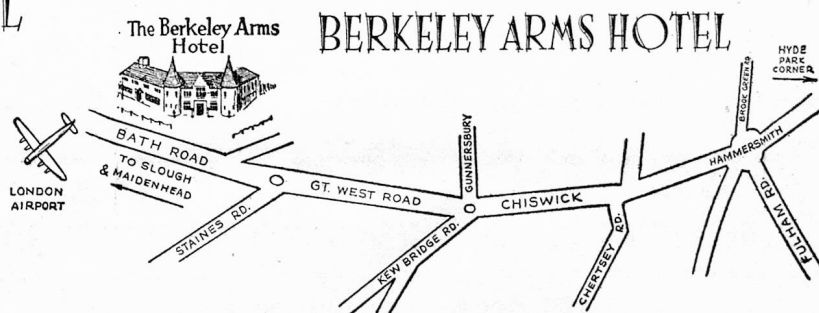 L
The Berkeley Arms
Hotel
BERKELEY ARMS HOTEL
HYDE
PARK
CORNER
LONDON
AIRPORT
BATH ROAD
TO SLOUGH
& MAIDENHEAD
STAINES RD.
GT. WEST ROAD
GUNNERSBURY
KEW BRIDGE RD.
CHISWICK
CHERTSEY
RD.
HAMMERSMITH
BROOK GREEN RD.
FULHAM RD.